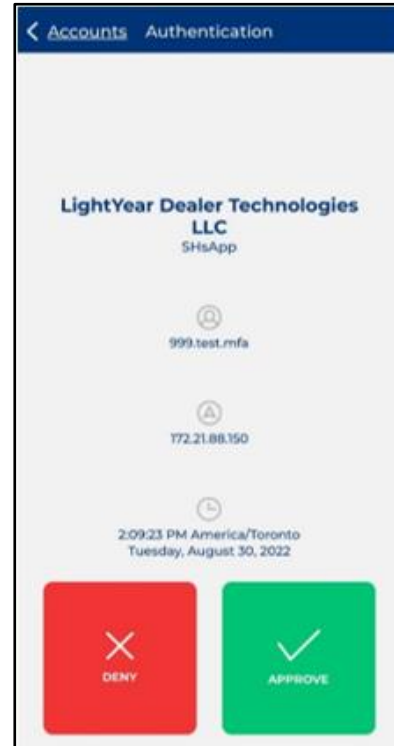 Accounts Authentication
LightYear Dealer Technologies
LLC
SHsApp
999.test.mfa
172.21.88.150
2:09:23 PM America/Toronto
Tuesday, August 30, 2022
DENY APPROVE